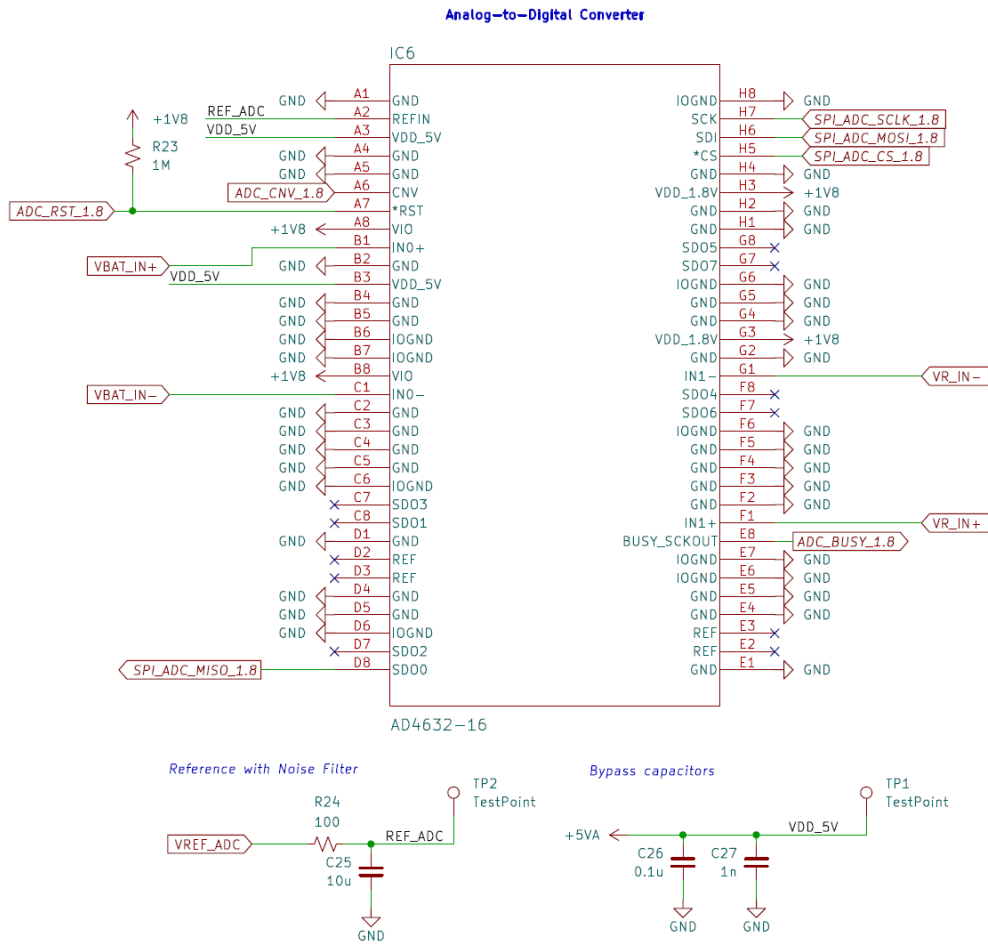 Analog-to-Digital Converter
IC6
GND A1 GND IOGND H8 GND
REF_ADC A2 REFIN SCK H7 SPI_ADC_SCLK_1.8
+1V8 VDD_5V A3 VDD_5V SDI H6 SPI_ADC_MOSI_1.8
R23 GND A4 GND *CS H5 SPI_ADC_CS_1.8
1M GND A5 GND GND H4 GND
ADC_CNV_1.8 A6 CNV VDD_1.8V H3 +1V8
ADC_RST_1.8 A7 *RST GND H2 GND
+1V8 A8 VIO GND H1 GND
B1 IN0+ SDO5 G8
VBAT_IN+ GND B2 GND SDO7 G7
VDD_5V B3 VDD_5V IOGND G6 GND
GND B4 GND GND G5 GND
GND B5 GND GND G4 GND
GND B6 IOGND VDD_1.8V G3 +1V8
GND B7 IOGND GND G2 GND
+1V8 B8 VIO IN1- G1 VR_IN-
VBAT_IN- C1 IN0- SDO4 F8
GND C2 GND SDO6 F7
GND C3 GND IOGND F6 GND
GND C4 GND GND F5 GND
GND C5 GND GND F4 GND
GND C6 IOGND GND F3 GND
C7 SDO3 GND F2 GND
C8 SDO1 IN1+ F1 VR_IN+
GND D1 GND BUSY_SCKOUT E8 ADC_BUSY_1.8
D2 REF IOGND E7 GND
D3 REF IOGND E6 GND
GND D4 GND GND E5 GND
GND D5 GND GND E4 GND
GND D6 IOGND REF E3
D7 SDO2 REF E2
SPI_ADC_MISO_1.8 D8 SDO0 GND E1 GND
AD4632-16
Reference with Noise Filter
R24
100
VREF_ADC
REF_ADC
C25
10u
GND
TP2
TestPoint
Bypass capacitors
+5VA
VDD_5V
TP1
TestPoint
C26
0.1u
GND
C27
1n
GND